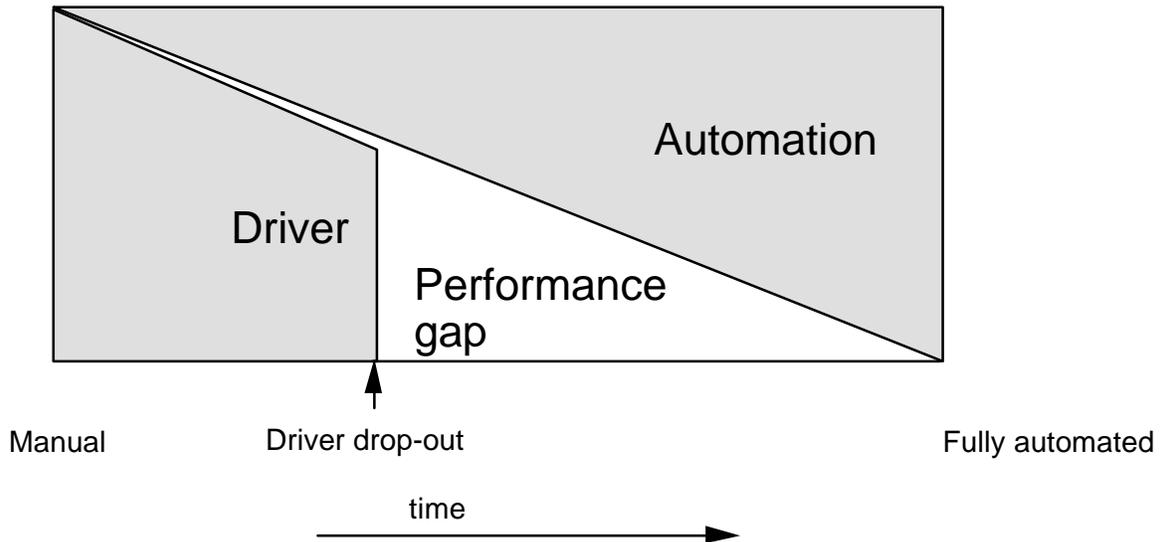 Automation
Driver
Performance
gap
Manual
Driver drop-out
Fully automated
time